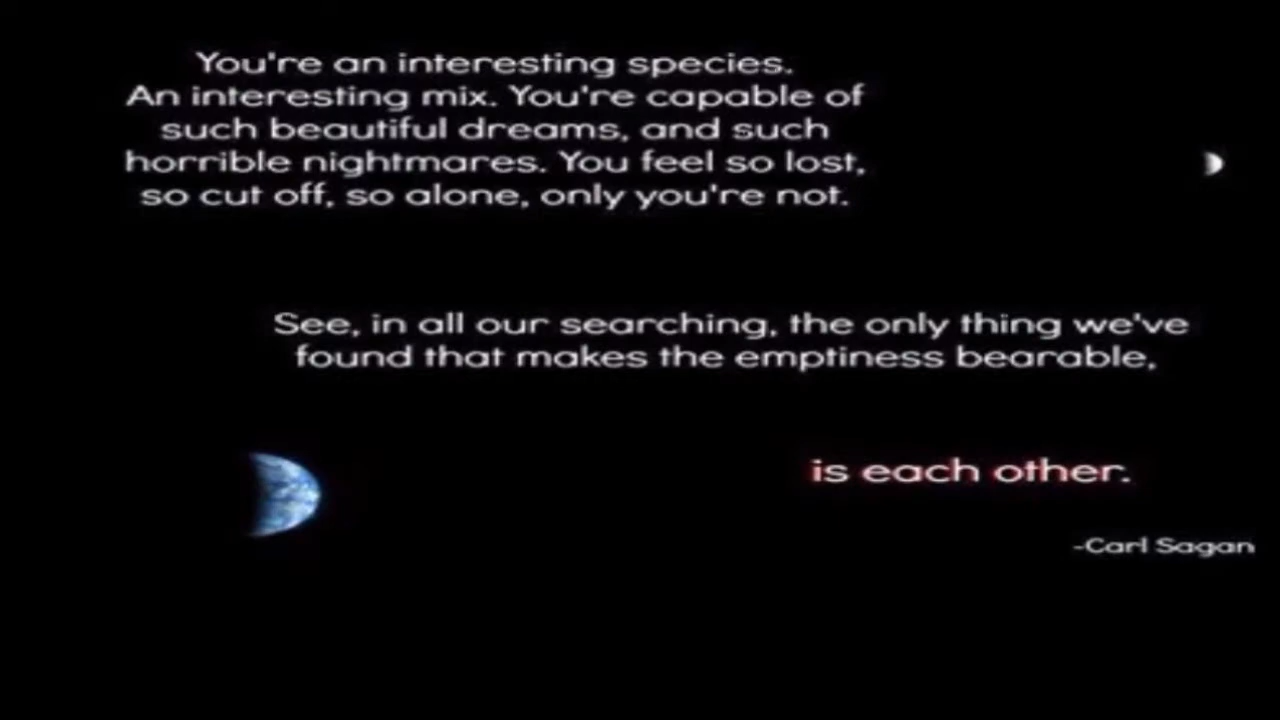 You're an interesting species.
An interesting mix. You're capable of
such beautiful dreams, and such
horrible nightmares. You feel so lost,
so cut off, so alone, only you're not.
See, in all our searching, the only thing we've
found that makes the emptiness bearable,
is each other.
-Carl Sagan